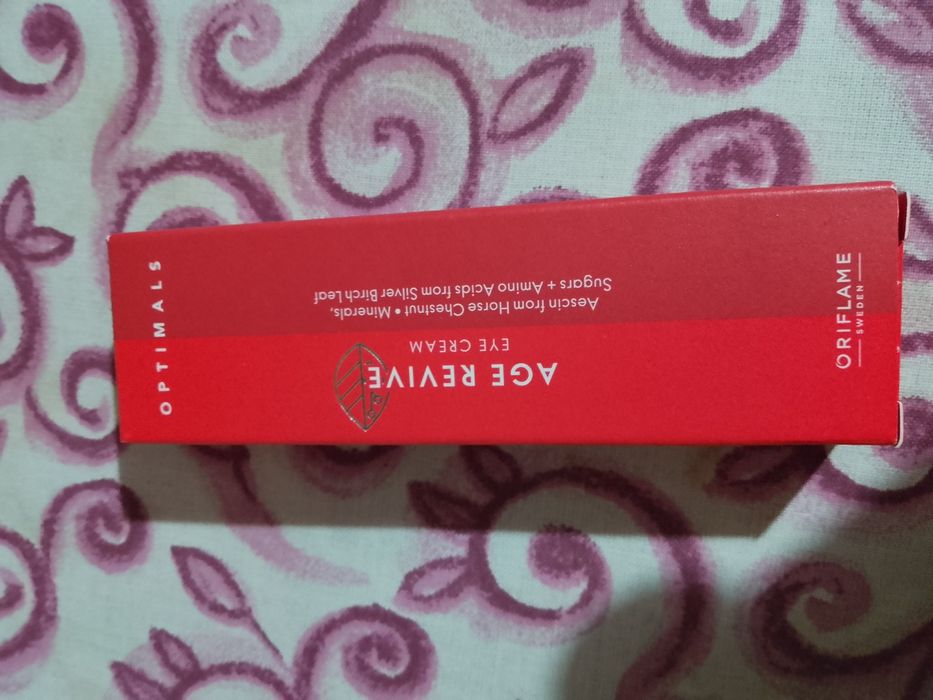 OPTIMALS
AGE REVIVE
EYE CREAM
Aescin from Horse Chestnut • Minerals,
Sugars + Amino Acids from Silver Birch Leaf
ORIFLAME
SWEDEN